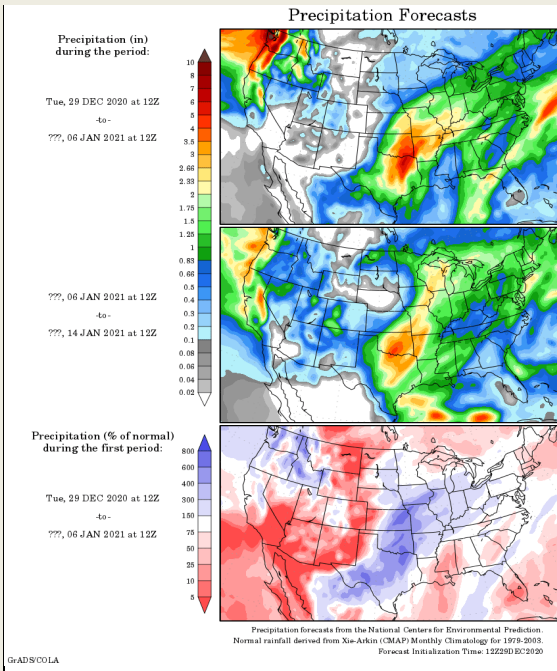 Precipitation Forecasts
Precipitation (in)
during the period:
Tue, 29 DEC 2020 at 12Z
-to-
???, 06 JAN 2021 at 12Z
10
8
7
6
5
4
3.5
3
2.66
2.33
2
1.75
1.5
1.25
1
0.83
0.66
0.5
0.4
0.3
0.2
0.1
0.08
0.06
0.04
0.02
???, 06 JAN 2021 at 12Z
-to-
???, 14 JAN 2021 at 12Z
Precipitation (% of normal)
during the first period:
Tue, 29 DEC 2020 at 12Z
-to-
???, 06 JAN 2021 at 12Z
800
600
400
300
150
75
50
25
10
5
Precipitation forecasts from the National Centers for Environmental Prediction.
Normal rainfall derived from Xie-Arkin (CMAP) Monthly Climatology for 1979-2003.
Forecast Initialization Time: 12Z29DEC2020
GrADS/COLA